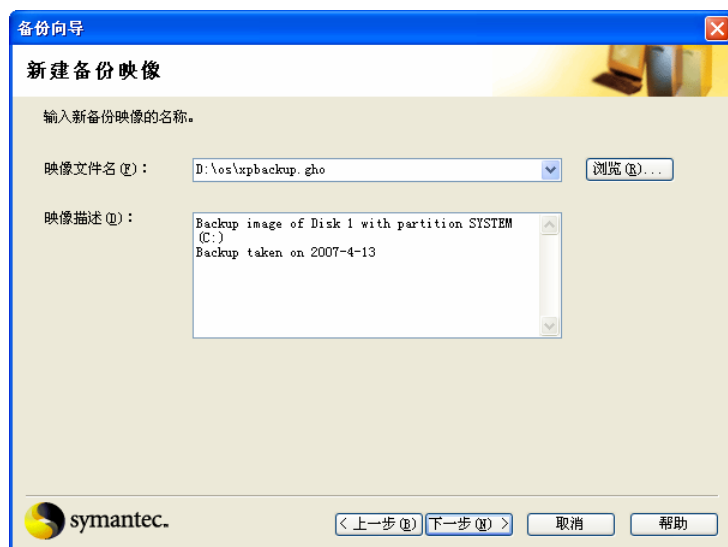 备份向导
新建备份映像
输入新备份映像的名称。
映像文件名(F)：
D:\os\xpbackup.gho
浏览(R)...
映像描述(D)：
Backup image of Disk 1 with partition SYSTEM
(C:)
Backup taken on 2007-4-13
symantec.
< 上一步(B)
下一步(N) >
取消
帮助